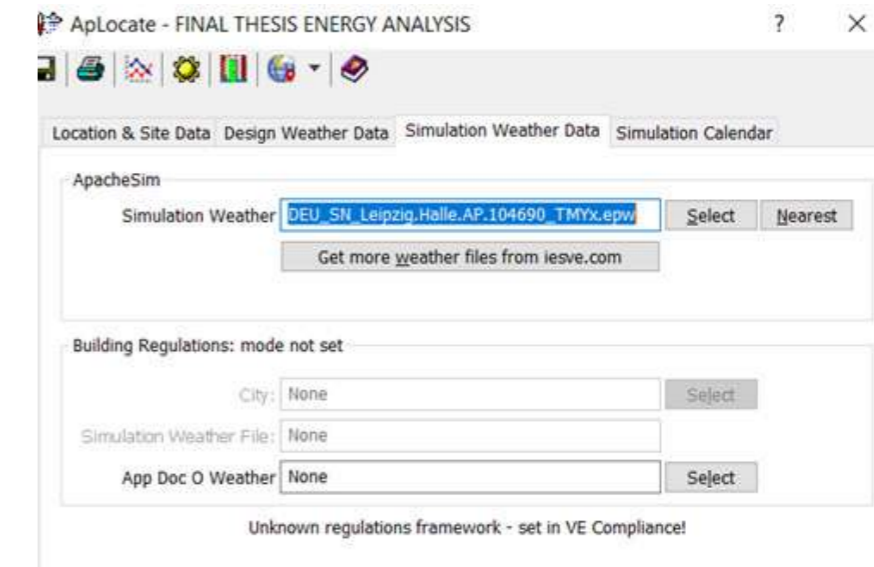 ApLocate - FINAL THESIS ENERGY ANALYSIS ? ×
Location & Site Data Design Weather Data Simulation Weather Data Simulation Calendar
ApacheSim
Simulation Weather DEU_SN_Leipzig.Halle.AP.104690_TMYx.epw Select Nearest
Get more weather files from iesve.com
Building Regulations: mode not set
City: None Select
Simulation Weather File: None
App Doc O Weather None Select
Unknown regulations framework - set in VE Compliance!